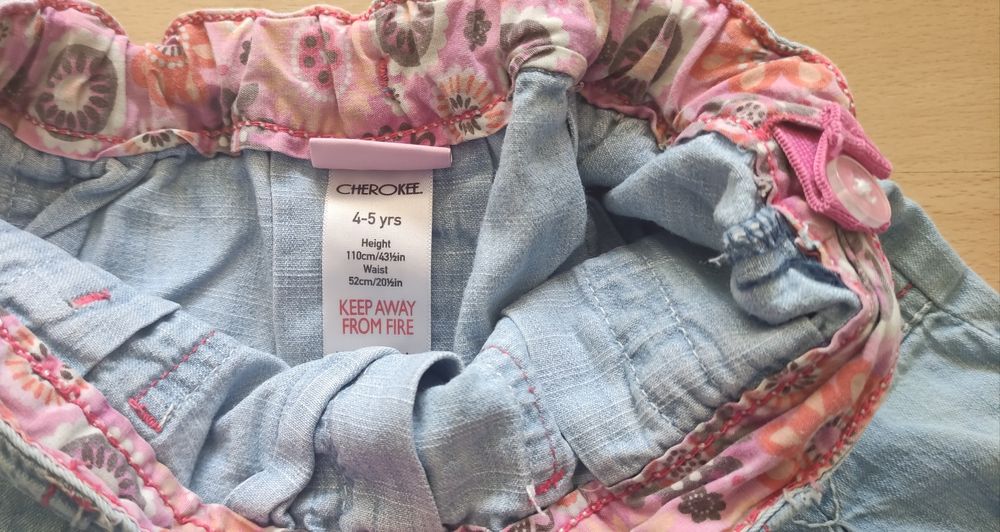 CHEROKEE
4-5 yrs
Height
110cm/43½in
Waist
52cm/20½in
KEEP AWAY
FROM FIRE